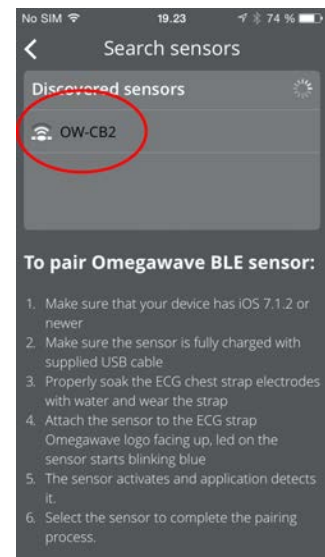 No SIM 19.23 74 %
Search sensors
Discovered sensors
OW-CB2
To pair Omegawave BLE sensor:
1. Make sure that your device has iOS 7.1.2 or
newer
2. Make sure the sensor is fully charged with
supplied USB cable
3. Properly soak the ECG chest strap electrodes
with water and wear the strap
4. Attach the sensor to the ECG strap
Omegawave logo facing up, led on the
sensor starts blinking blue
5. The sensor activates and application detects
it.
6. Select the sensor to complete the pairing
process.